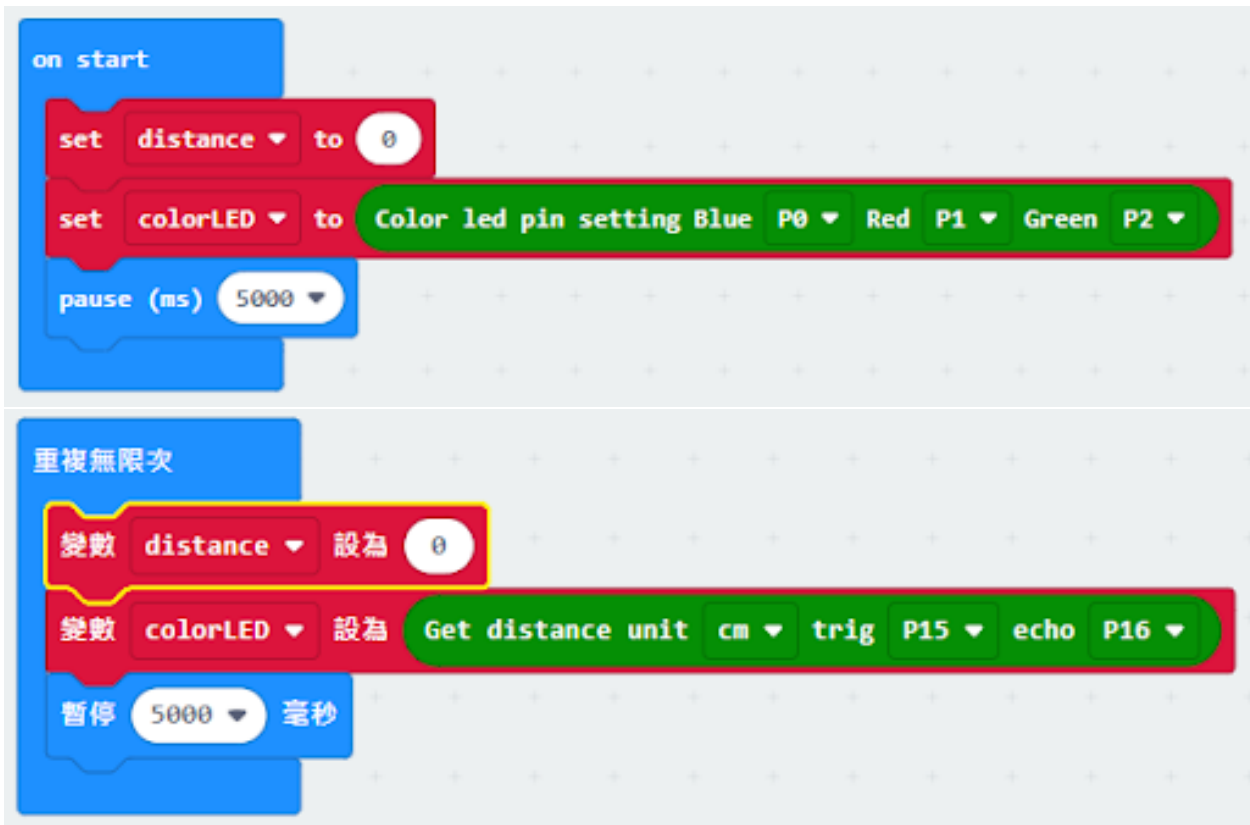 on start
set distance to 0
set colorLED to Color led pin setting Blue P0 Red P1 Green P2
pause (ms) 5000
重複無限次
變數 distance 設為 0
變數 colorLED 設為 Get distance unit cm trig P15 echo P16
暫停 5000 毫秒